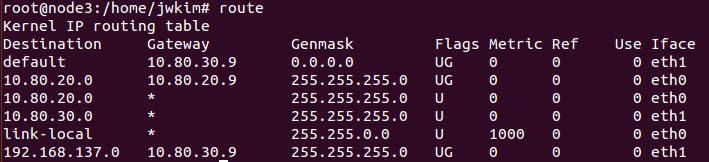 root@node3:/home/jwkim# route
Kernel IP routing table
Destination     Gateway         Genmask         Flags Metric Ref    Use Iface
default         10.80.30.9      0.0.0.0         UG    0      0        0 eth1
10.80.20.0      10.80.20.9      255.255.255.0   UG    0      0        0 eth0
10.80.20.0      *               255.255.255.0   U     0      0        0 eth0
10.80.30.0      *               255.255.255.0   U     0      0        0 eth1
link-local      *               255.255.0.0     U     1000   0        0 eth0
192.168.137.0   10.80.30.9      255.255.255.0   UG    0      0        0 eth1